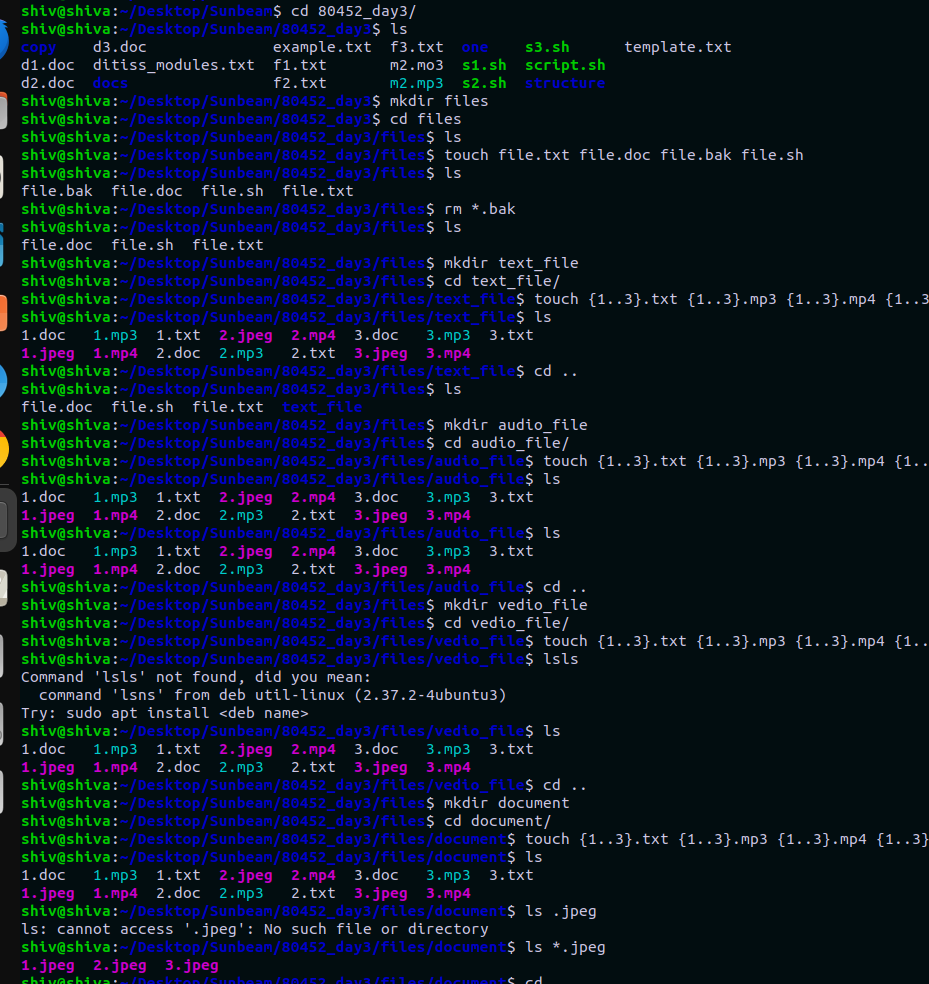 shiv@shiva:~/Desktop/Sunbeam$ cd 80452_day3/
shiv@shiva:~/Desktop/Sunbeam/80452_day3$ ls
copy    d3.doc              example.txt  f3.txt  one    s3.sh      template.txt
d1.doc  ditiss_modules.txt  f1.txt       m2.mo3  s1.sh  script.sh
d2.doc  docs                f2.txt       m2.mp3  s2.sh  structure
shiv@shiva:~/Desktop/Sunbeam/80452_day3$ mkdir files
shiv@shiva:~/Desktop/Sunbeam/80452_day3$ cd files
shiv@shiva:~/Desktop/Sunbeam/80452_day3/files$ ls
shiv@shiva:~/Desktop/Sunbeam/80452_day3/files$ touch file.txt file.doc file.bak file.sh
shiv@shiva:~/Desktop/Sunbeam/80452_day3/files$ ls
file.bak  file.doc  file.sh  file.txt
shiv@shiva:~/Desktop/Sunbeam/80452_day3/files$ rm *.bak
shiv@shiva:~/Desktop/Sunbeam/80452_day3/files$ ls
file.doc  file.sh  file.txt
shiv@shiva:~/Desktop/Sunbeam/80452_day3/files$ mkdir text_file
shiv@shiva:~/Desktop/Sunbeam/80452_day3/files$ cd text_file/
shiv@shiva:~/Desktop/Sunbeam/80452_day3/files/text_file$ touch {1..3}.txt {1..3}.mp3 {1..3}.mp4 {1..3
shiv@shiva:~/Desktop/Sunbeam/80452_day3/files/text_file$ ls
1.doc   1.mp3  1.txt  2.jpeg  2.mp4  3.doc   3.mp3  3.txt
1.jpeg  1.mp4  2.doc  2.mp3   2.txt  3.jpeg  3.mp4
shiv@shiva:~/Desktop/Sunbeam/80452_day3/files/text_file$ cd ..
shiv@shiva:~/Desktop/Sunbeam/80452_day3/files$ ls
file.doc  file.sh  file.txt  text_file
shiv@shiva:~/Desktop/Sunbeam/80452_day3/files$ mkdir audio_file
shiv@shiva:~/Desktop/Sunbeam/80452_day3/files$ cd audio_file/
shiv@shiva:~/Desktop/Sunbeam/80452_day3/files/audio_file$ touch {1..3}.txt {1..3}.mp3 {1..3}.mp4 {1..
shiv@shiva:~/Desktop/Sunbeam/80452_day3/files/audio_file$ ls
1.doc   1.mp3  1.txt  2.jpeg  2.mp4  3.doc   3.mp3  3.txt
1.jpeg  1.mp4  2.doc  2.mp3   2.txt  3.jpeg  3.mp4
shiv@shiva:~/Desktop/Sunbeam/80452_day3/files/audio_file$ ls
1.doc   1.mp3  1.txt  2.jpeg  2.mp4  3.doc   3.mp3  3.txt
1.jpeg  1.mp4  2.doc  2.mp3   2.txt  3.jpeg  3.mp4
shiv@shiva:~/Desktop/Sunbeam/80452_day3/files/audio_file$ cd ..
shiv@shiva:~/Desktop/Sunbeam/80452_day3/files$ mkdir vedio_file
shiv@shiva:~/Desktop/Sunbeam/80452_day3/files$ cd vedio_file/
shiv@shiva:~/Desktop/Sunbeam/80452_day3/files/vedio_file$ touch {1..3}.txt {1..3}.mp3 {1..3}.mp4 {1..
shiv@shiva:~/Desktop/Sunbeam/80452_day3/files/vedio_file$ lsls
Command 'lsls' not found, did you mean:
  command 'lsns' from deb util-linux (2.37.2-4ubuntu3)
Try: sudo apt install <deb name>
shiv@shiva:~/Desktop/Sunbeam/80452_day3/files/vedio_file$ ls
1.doc   1.mp3  1.txt  2.jpeg  2.mp4  3.doc   3.mp3  3.txt
1.jpeg  1.mp4  2.doc  2.mp3   2.txt  3.jpeg  3.mp4
shiv@shiva:~/Desktop/Sunbeam/80452_day3/files/vedio_file$ cd ..
shiv@shiva:~/Desktop/Sunbeam/80452_day3/files$ mkdir document
shiv@shiva:~/Desktop/Sunbeam/80452_day3/files$ cd document/
shiv@shiva:~/Desktop/Sunbeam/80452_day3/files/document$ touch {1..3}.txt {1..3}.mp3 {1..3}.mp4 {1..3}
shiv@shiva:~/Desktop/Sunbeam/80452_day3/files/document$ ls
1.doc   1.mp3  1.txt  2.jpeg  2.mp4  3.doc   3.mp3  3.txt
1.jpeg  1.mp4  2.doc  2.mp3   2.txt  3.jpeg  3.mp4
shiv@shiva:~/Desktop/Sunbeam/80452_day3/files/document$ ls .jpeg
ls: cannot access '.jpeg': No such file or directory
shiv@shiva:~/Desktop/Sunbeam/80452_day3/files/document$ ls *.jpeg
1.jpeg  2.jpeg  3.jpeg
shiv@shiva:~/Desktop/Sunbeam/80452_day3/files/document$ cd